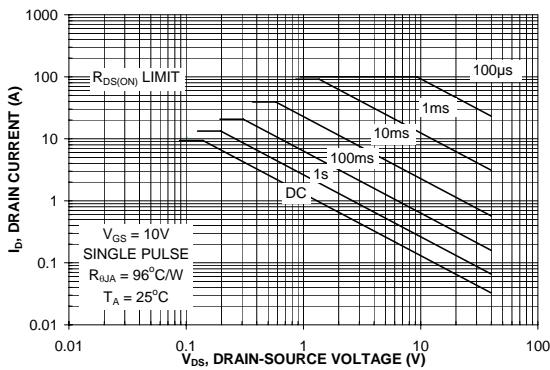 1000
100
10
1
0.1
0.01
I_D, DRAIN CURRENT (A)
R_DS(ON) LIMIT
100µs
1ms
10ms
100ms
1s
DC
V_GS = 10V
SINGLE PULSE
R_θJA = 96°C/W
T_A = 25°C
0.01 0.1 1 10 100
V_DS, DRAIN-SOURCE VOLTAGE (V)